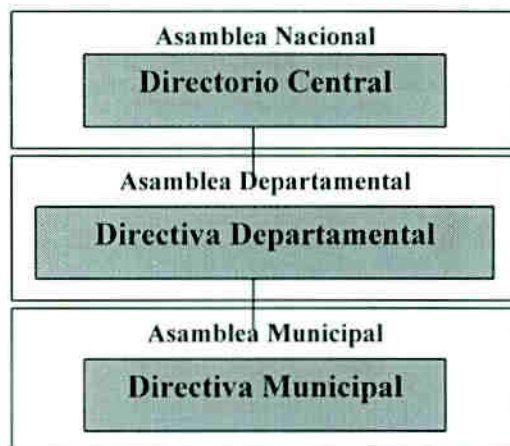 Asamblea Nacional
Directorio Central
Asamblea Departamental
Directiva Departamental
Asamblea Municipal
Directiva Municipal